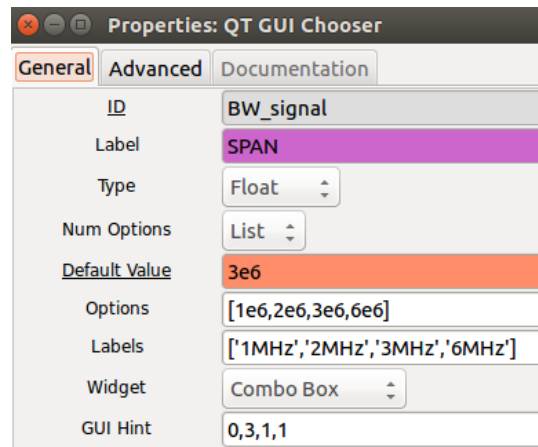 Properties: QT GUI Chooser
General Advanced Documentation
ID BW_signal
Label SPAN
Type Float
Num Options List
Default Value 3e6
Options [1e6,2e6,3e6,6e6]
Labels ['1MHz','2MHz','3MHz','6MHz']
Widget Combo Box
GUI Hint 0,3,1,1